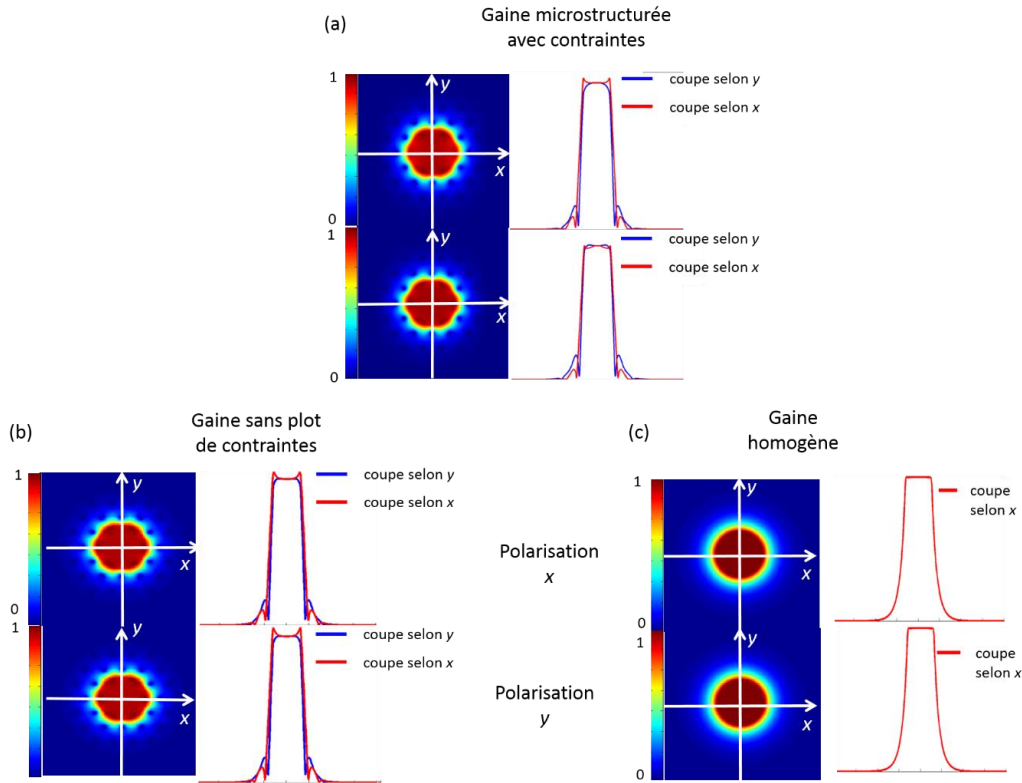 (a)
Gaine microstructurée
avec contraintes
1
y
x
0
coupe selon y
coupe selon x
1
y
x
0
coupe selon y
coupe selon x
(b)
Gaine sans plot
de contraintes
1
y
x
0
coupe selon y
coupe selon x
1
y
x
0
coupe selon y
coupe selon x
(c)
Gaine
homogène
Polarisation
x
1
y
x
0
coupe
selon x
Polarisation
y
1
y
x
0
coupe
selon x